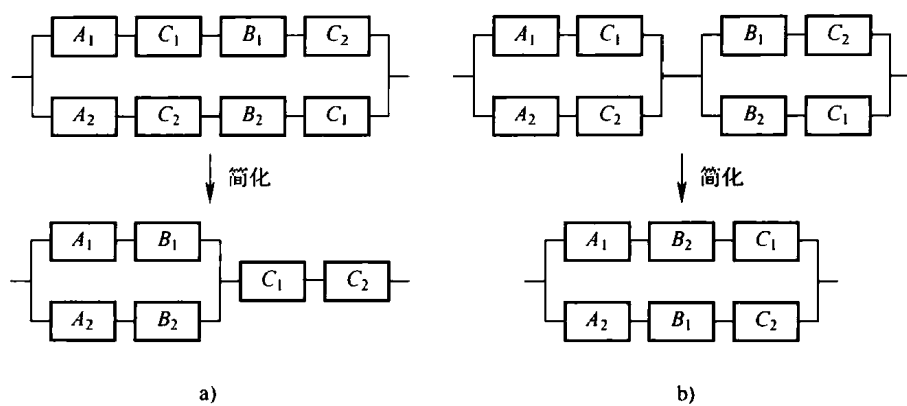 A₁ C₁ B₁ C₂
A₂ C₂ B₂ C₁
简化
A₁ B₁
C₁ C₂
A₂ B₂
a)
A₁ C₁ B₁ C₂
A₂ C₂ B₂ C₁
简化
A₁ B₂ C₁
A₂ B₁ C₂
b)